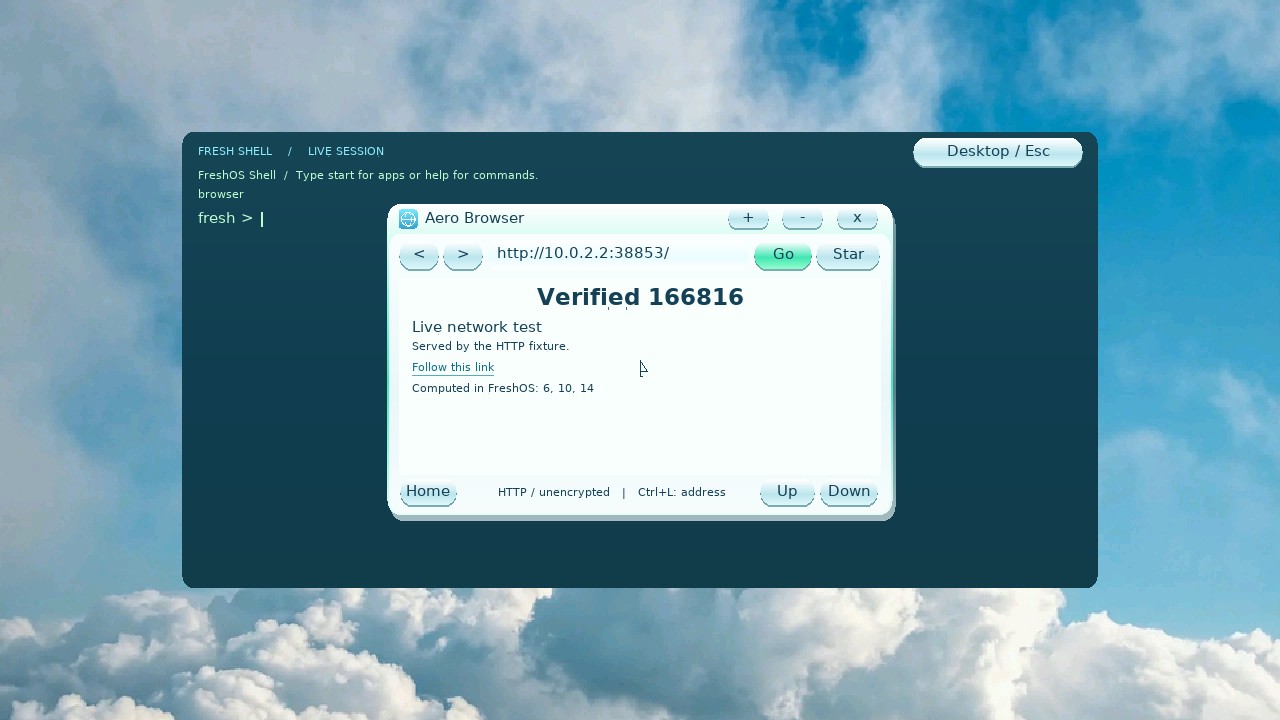 FRESH SHELL / LIVE SESSION
Desktop / Esc
FreshOS Shell / Type start for apps or help for commands.
browser
fresh >
Aero Browser
+ - x
< > http://10.0.2.2:38853/ Go Star
Verified 166816
Live network test
Served by the HTTP fixture.
Follow this link
Computed in FreshOS: 6, 10, 14
Home HTTP / unencrypted | Ctrl+L: address Up Down